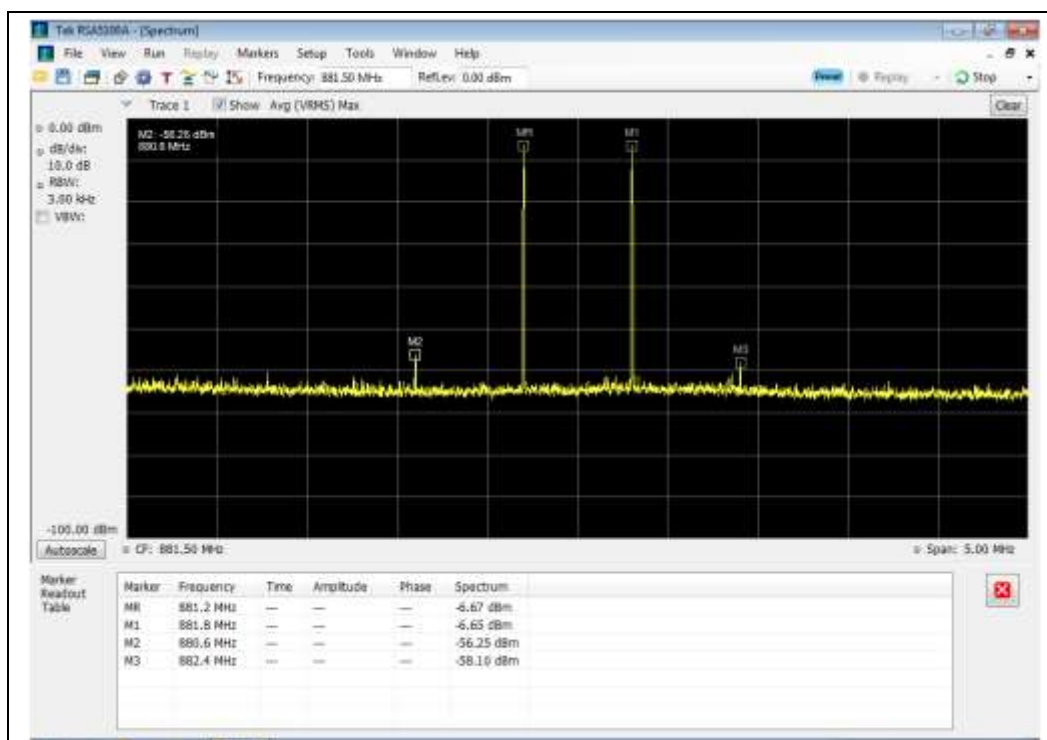 Tek RSA5100A - [Spectrum]
File View Run Replay Markers Setup Tools Window Help
Frequency: 881.50 MHz RefLev: 0.00 dBm Preset Replay Stop
Trace 1 Show Avg (VRMS) Max Clear
0.00 dBm
dB/div:
10.0 dB
RBW:
3.00 kHz
VBW:
M2: -56.25 dBm
880.6 MHz
MR M1
M2
M3
-100.00 dBm
Autoscale CF: 881.50 MHz Span: 5.00 MHz
Marker
Readout
Table
Marker Frequency Time Amplitude Phase Spectrum
MR 881.2 MHz --- --- --- -6.67 dBm
M1 881.8 MHz --- --- --- -6.65 dBm
M2 880.6 MHz --- --- --- -56.25 dBm
M3 882.4 MHz --- --- --- -58.10 dBm